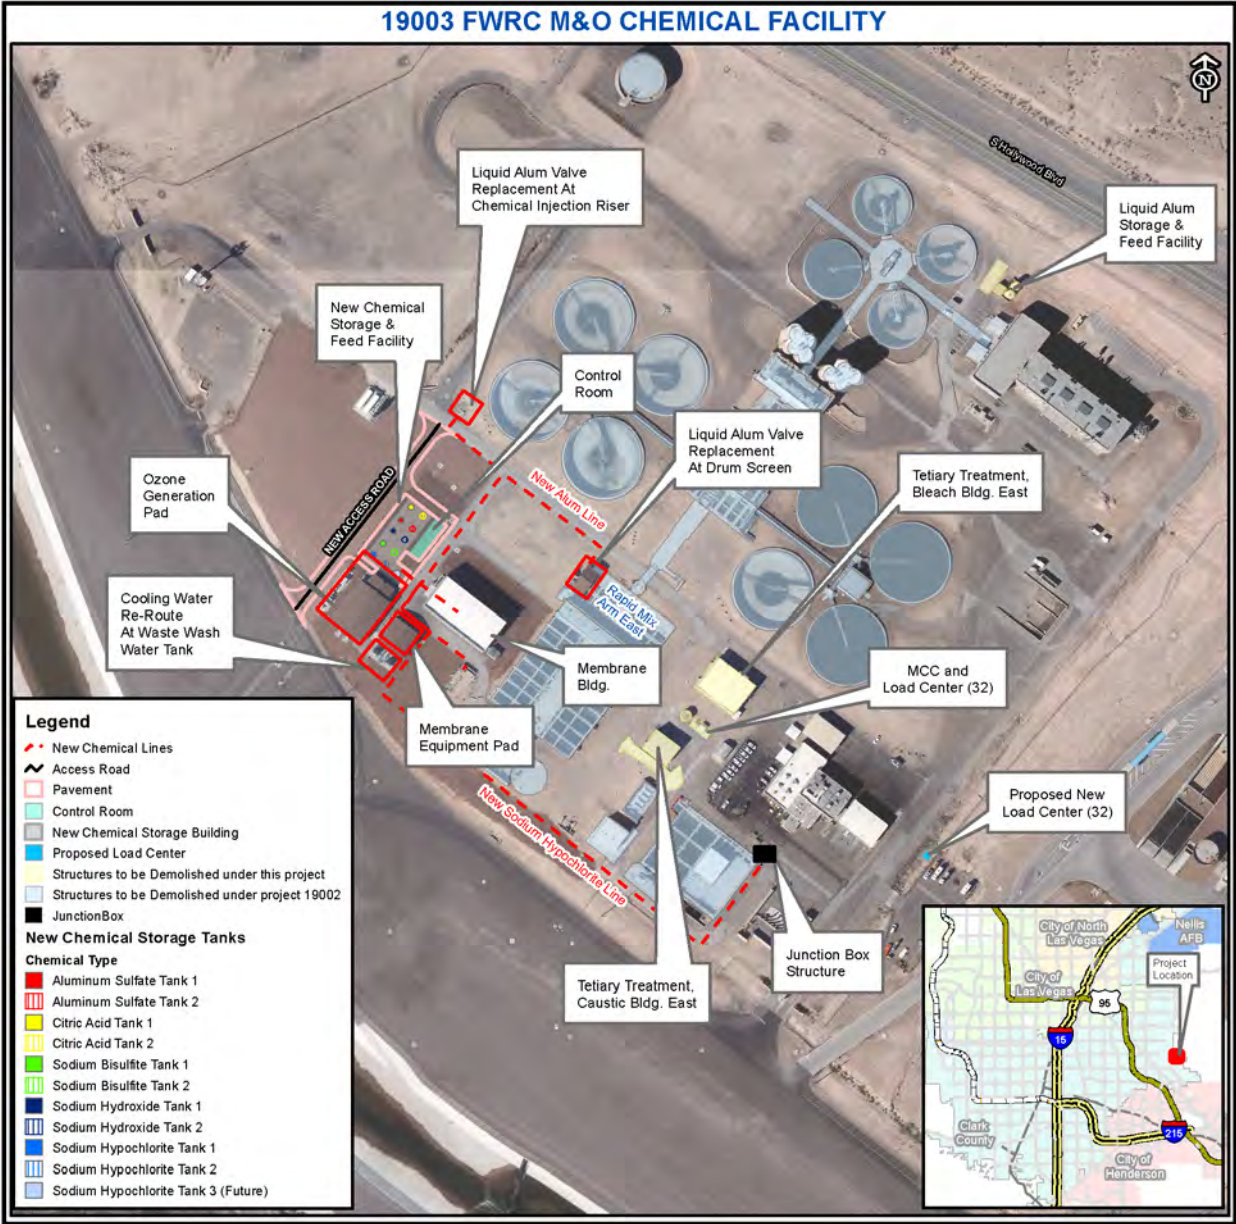 19003 FWRC M&O CHEMICAL FACILITY
N
S Hollywood Blvd
Liquid Alum Valve
Replacement At
Chemical Injection Riser
Liquid Alum
Storage &
Feed Facility
New Chemical
Storage &
Feed Facility
Control
Room
Liquid Alum Valve
Replacement
At Drum Screen
Tetiary Treatment,
Bleach Bldg. East
Ozone
Generation
Pad
NEW ACCESS ROAD
New Alum Line
Rapid Mix
Arm East
Cooling Water
Re-Route
At Waste Wash
Water Tank
Membrane
Bldg.
MCC and
Load Center (32)
Membrane
Equipment Pad
Proposed New
Load Center (32)
New Sodium Hypochlorite Line
Junction Box
Structure
Tetiary Treatment,
Caustic Bldg. East
Legend
New Chemical Lines
Access Road
Pavement
Control Room
New Chemical Storage Building
Proposed Load Center
Structures to be Demolished under this project
Structures to be Demolished under project 19002
JunctionBox
New Chemical Storage Tanks
Chemical Type
Aluminum Sulfate Tank 1
Aluminum Sulfate Tank 2
Citric Acid Tank 1
Citric Acid Tank 2
Sodium Bisulfite Tank 1
Sodium Bisulfite Tank 2
Sodium Hydroxide Tank 1
Sodium Hydroxide Tank 2
Sodium Hypochlorite Tank 1
Sodium Hypochlorite Tank 2
Sodium Hypochlorite Tank 3 (Future)
City of North
Las Vegas
Nellis
AFB
Project
Location
City of
Las Vegas
95
15
Clark
County
215
City of
Henderson